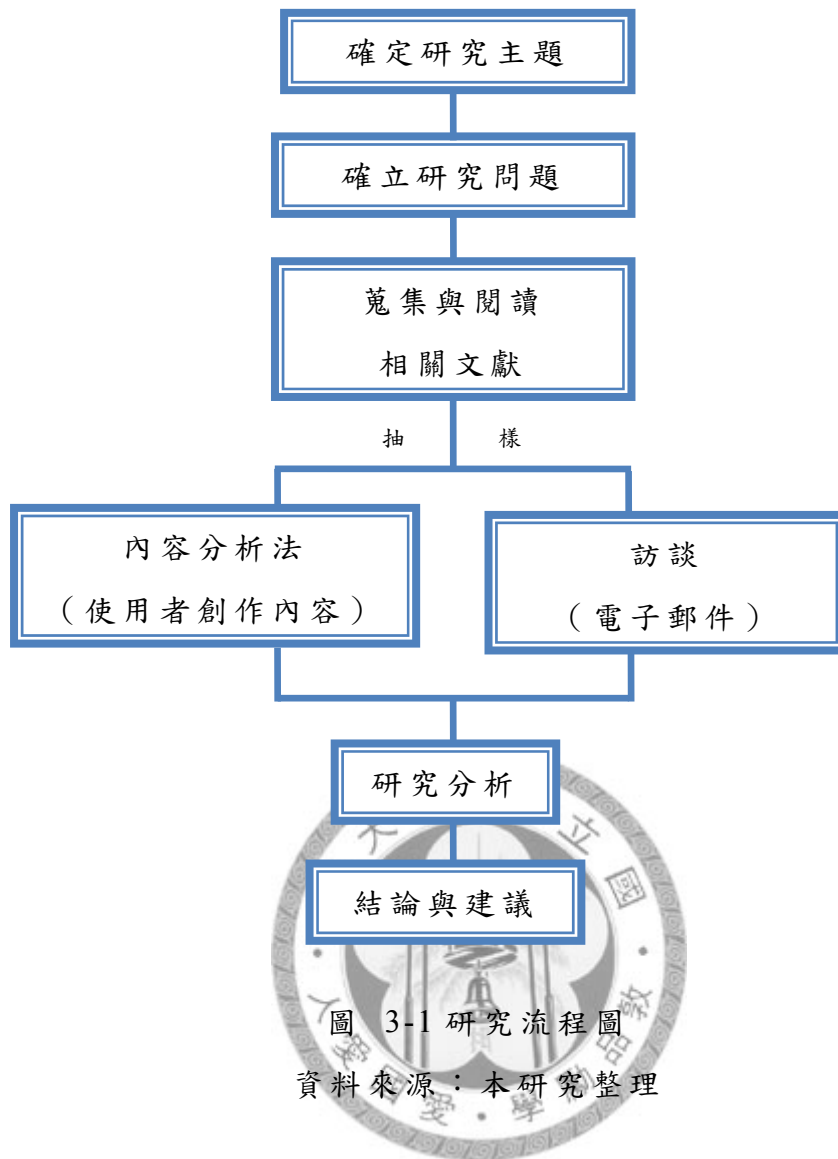 確定研究主題
確立研究問題
蒐集與閱讀
相關文獻
抽 樣
內容分析法
（使用者創作內容）
訪談
（電子郵件）
研究分析
結論與建議
圖 3-1 研究流程圖
資料來源：本研究整理